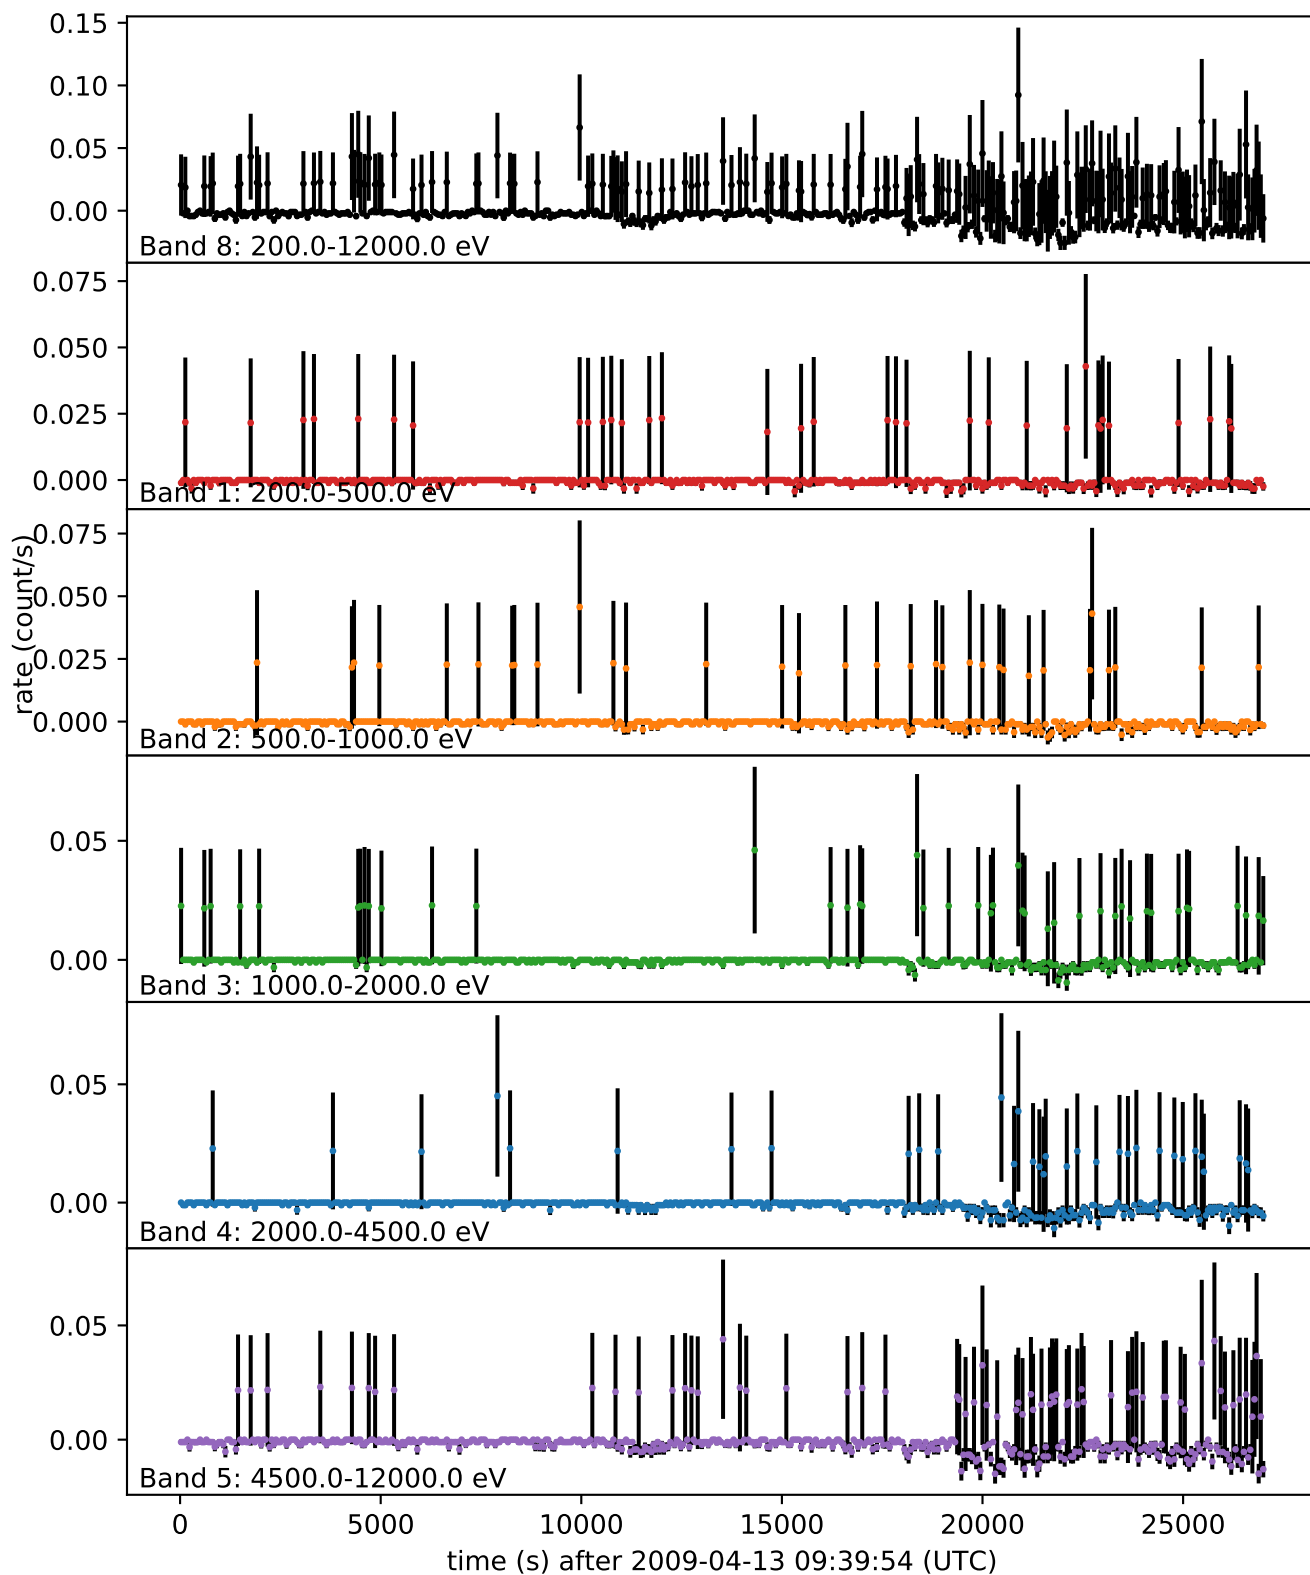 0.15
0.10
0.05
0.00
Band 8: 200.0-12000.0 eV
0.075
0.050
0.025
0.000
Band 1: 200.0-500.0 eV
rate (count/s)
0.075
0.050
0.025
0.000
Band 2: 500.0-1000.0 eV
0.05
0.00
Band 3: 1000.0-2000.0 eV
0.05
0.00
Band 4: 2000.0-4500.0 eV
0.05
0.00
Band 5: 4500.0-12000.0 eV
0 5000 10000 15000 20000 25000
time (s) after 2009-04-13 09:39:54 (UTC)